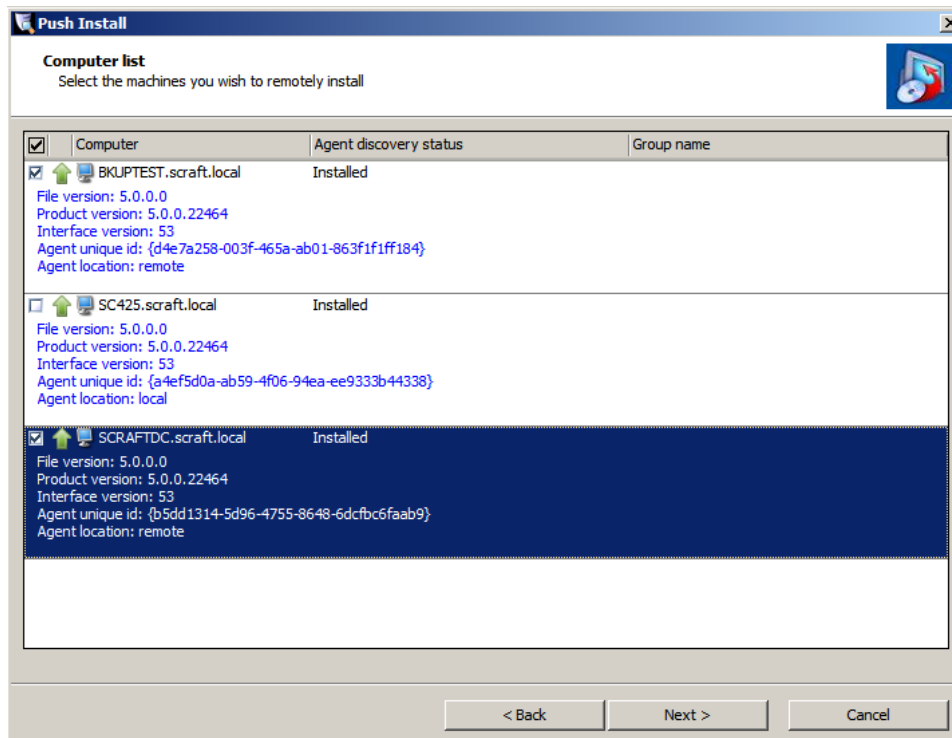 Push Install
Computer list
Select the machines you wish to remotely install
Computer Agent discovery status Group name
BKUPTEST.scraft.local Installed
File version: 5.0.0.0
Product version: 5.0.0.22464
Interface version: 53
Agent unique id: {d4e7a258-003f-465a-ab01-863f1f1ff184}
Agent location: remote
SC425.scraft.local Installed
File version: 5.0.0.0
Product version: 5.0.0.22464
Interface version: 53
Agent unique id: {a4ef5d0a-ab59-4f06-94ea-ee9333b44338}
Agent location: local
SCRAFTDC.scraft.local Installed
File version: 5.0.0.0
Product version: 5.0.0.22464
Interface version: 53
Agent unique id: {b5dd1314-5d96-4755-8648-6dcfbc6faab9}
Agent location: remote
< Back Next > Cancel